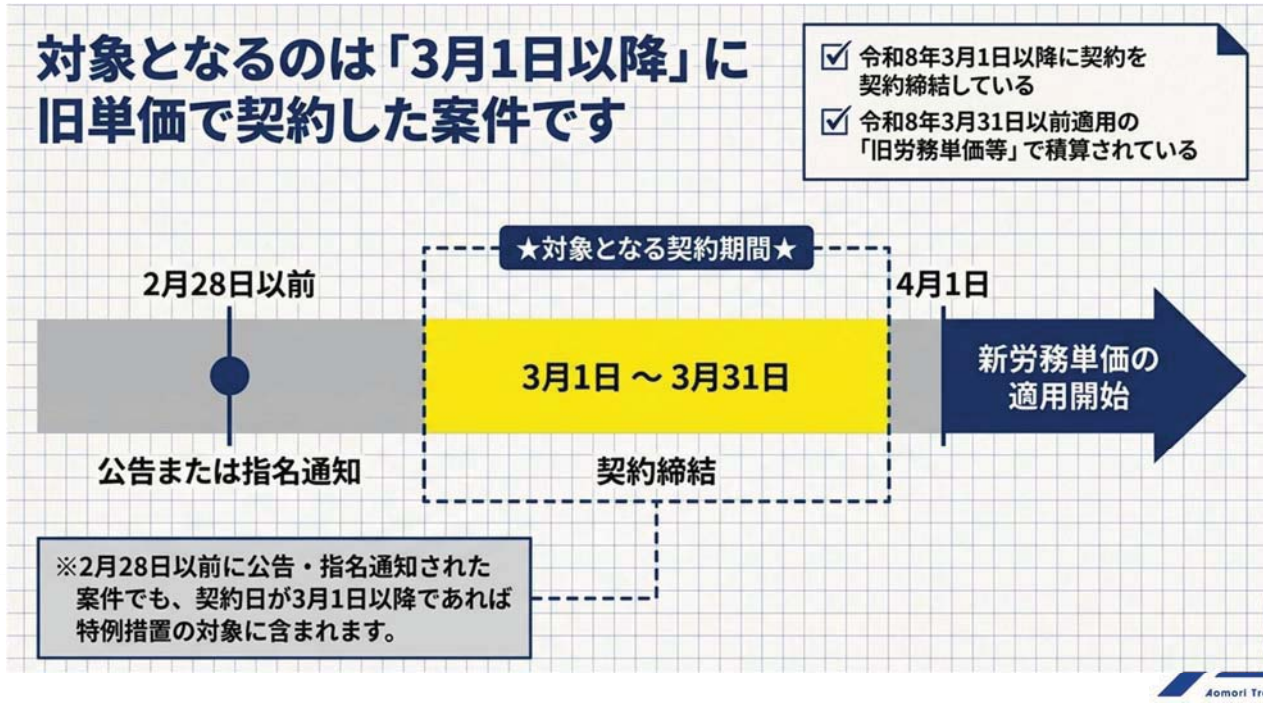 対象となるのは「3月1日以降」に
旧単価で契約した案件です
令和8年3月1日以降に契約を
契約締結している
令和8年3月31日以前適用の
「旧労務単価等」で積算されている
★対象となる契約期間★
2月28日以前
4月1日
3月1日 ～ 3月31日
新労務単価の
適用開始
公告または指名通知
契約締結
※2月28日以前に公告・指名通知された
案件でも、契約日が3月1日以降であれば
特例措置の対象に含まれます。
Aomori